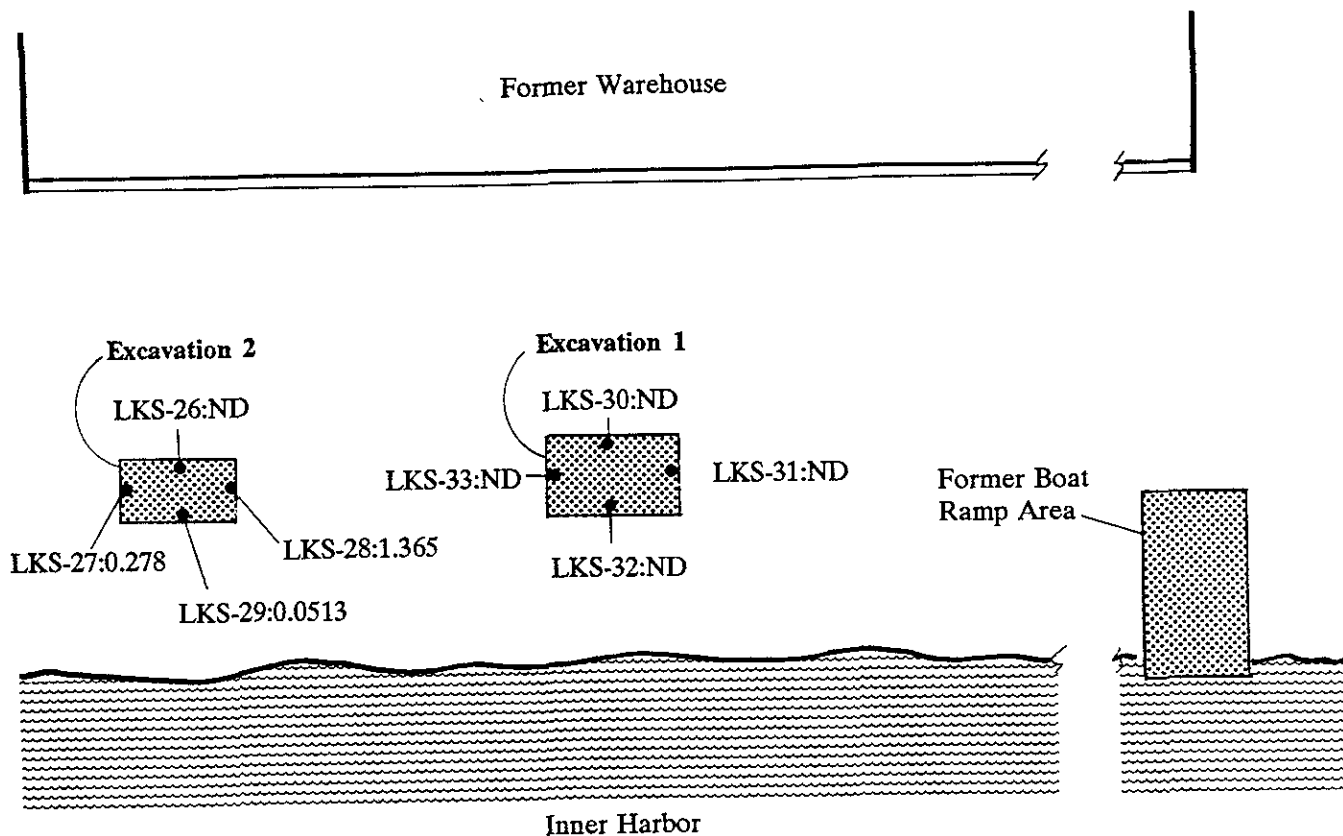 Former Warehouse
Excavation 2
LKS-26:ND
LKS-27:0.278
LKS-28:1.365
LKS-29:0.0513
Excavation 1
LKS-30:ND
LKS-33:ND
LKS-31:ND
LKS-32:ND
Former Boat
Ramp Area
Inner Harbor